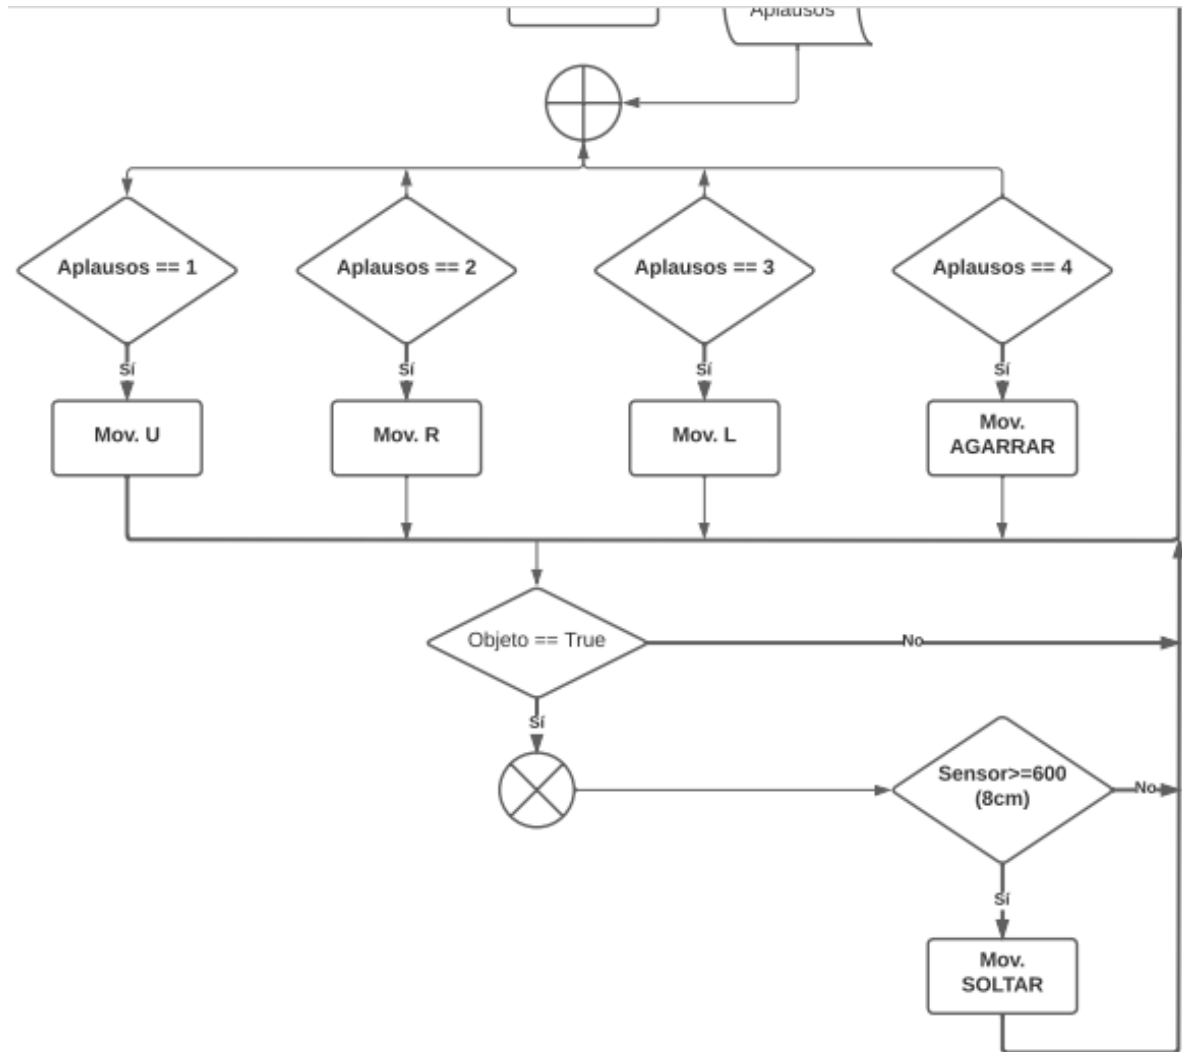 Aplausos
Aplausos == 1
Aplausos == 2
Aplausos == 3
Aplausos == 4
Sí
Sí
Sí
Sí
Mov. U
Mov. R
Mov. L
Mov.
AGARRAR
Objeto == True
No
Sí
Sensor>=600
(8cm)
No
Sí
Mov.
SOLTAR